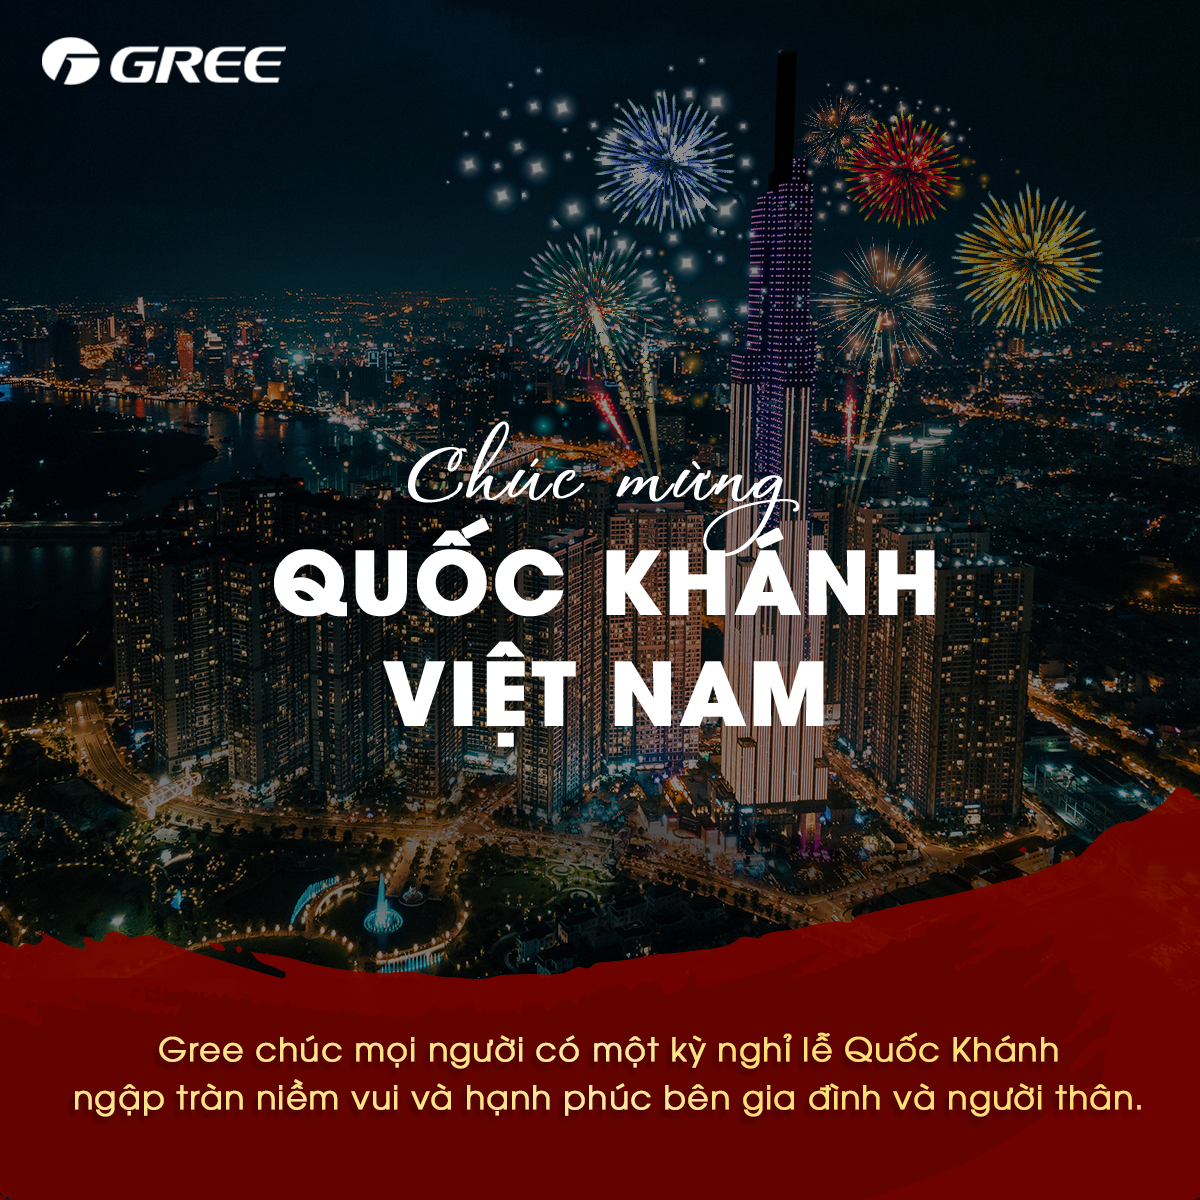 GREE
Chúc mừng
QUỐC KHÁNH
VIỆT NAM
Gree chúc mọi người có một kỳ nghỉ lễ Quốc Khánh
ngập tràn niềm vui và hạnh phúc bên gia đình và người thân.